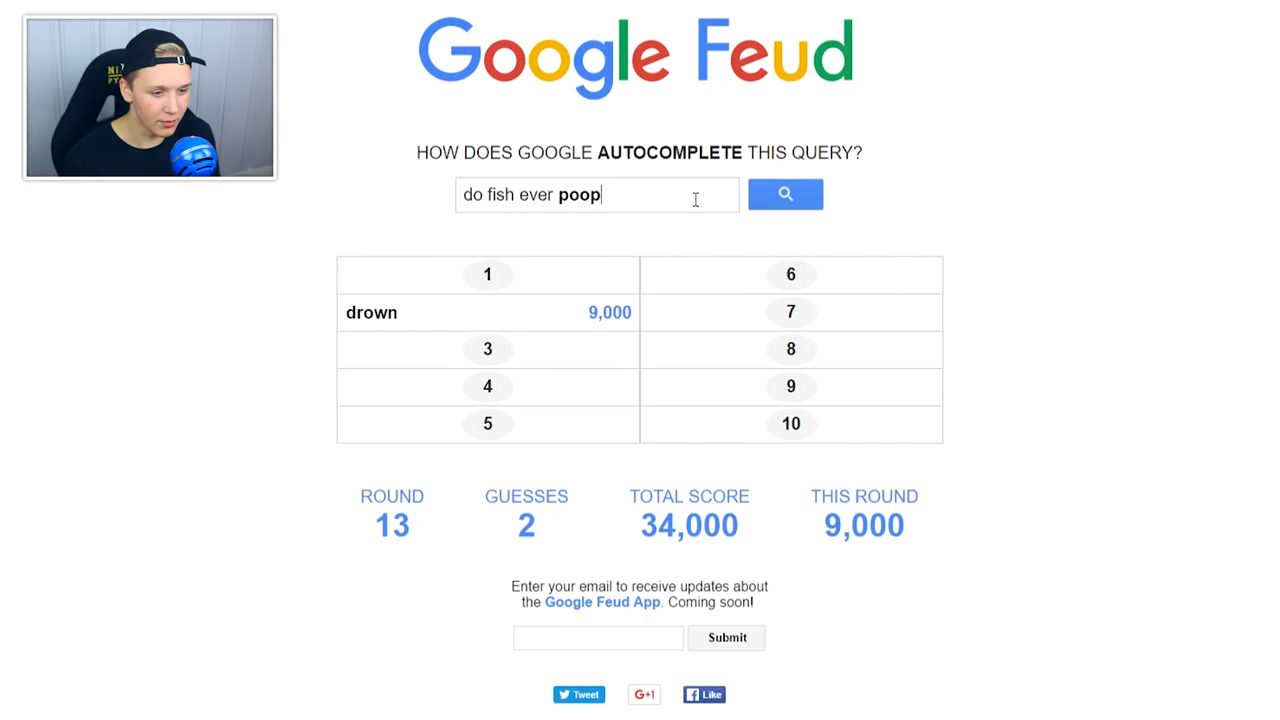 Google Feud
HOW DOES GOOGLE AUTOCOMPLETE THIS QUERY?
do fish ever poop
1
6
drown 9,000
7
3
8
4
9
5
10
ROUND
GUESSES
TOTAL SCORE
THIS ROUND
13
2
34,000
9,000
Enter your email to receive updates about
the Google Feud App. Coming soon!
Submit
Tweet
G+1
Like